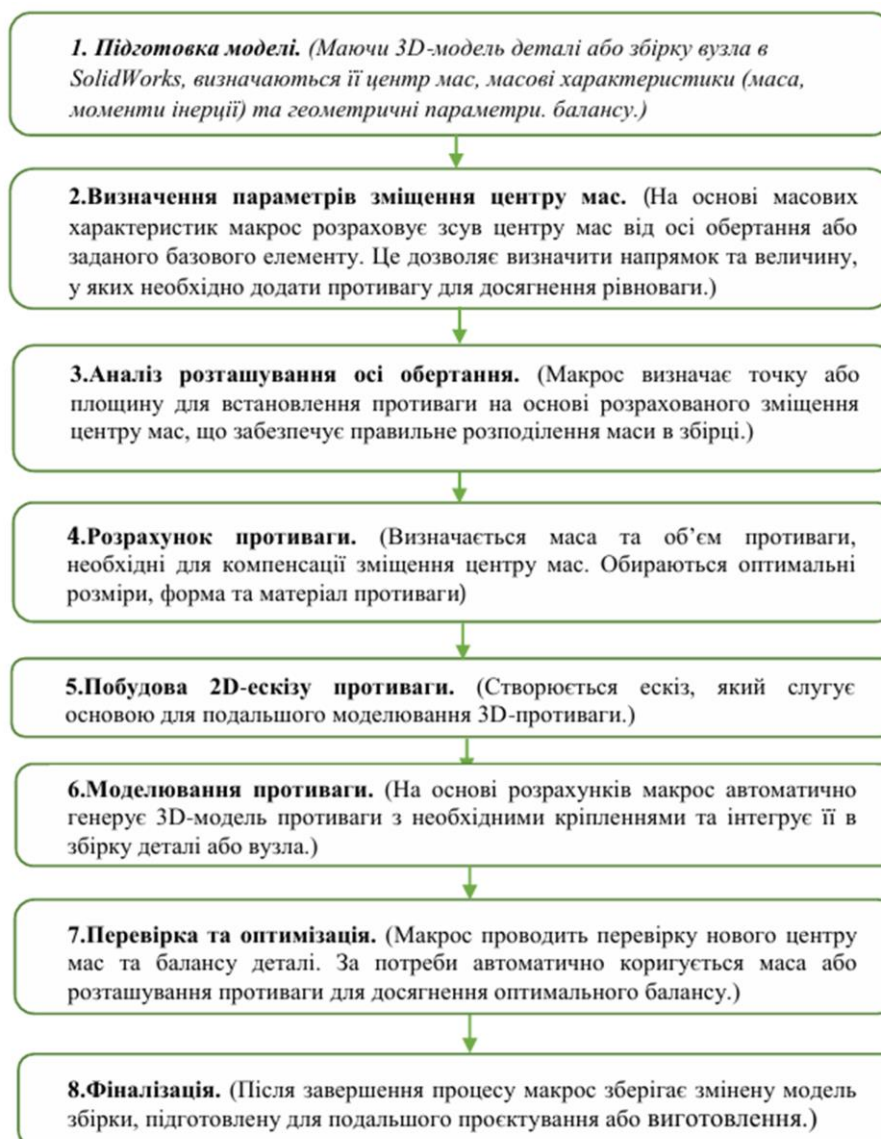 1. Підготовка моделі. (Маючи 3D-модель деталі або збірку вузла в
SolidWorks, визначаються її центр мас, масові характеристики (маса,
моменти інерції) та геометричні параметри. балансу.)
2.Визначення параметрів зміщення центру мас. (На основі масових
характеристик макрос розраховує зсув центру мас від осі обертання або
заданого базового елементу. Це дозволяє визначити напрямок та величину,
у яких необхідно додати противагу для досягнення рівноваги.)
3.Аналіз розташування осі обертання. (Макрос визначає точку або
площину для встановлення противаги на основі розрахованого зміщення
центру мас, що забезпечує правильне розподілення маси в збірці.)
4.Розрахунок противаги. (Визначається маса та об’єм противаги,
необхідні для компенсації зміщення центру мас. Обираються оптимальні
розміри, форма та матеріал противаги)
5.Побудова 2D-ескізу противаги. (Створюється ескіз, який слугує
основою для подальшого моделювання 3D-противаги.)
6.Моделювання противаги. (На основі розрахунків макрос автоматично
генерує 3D-модель противаги з необхідними кріпленнями та інтегрує її в
збірку деталі або вузла.)
7.Перевірка та оптимізація. (Макрос проводить перевірку нового центру
мас та балансу деталі. За потреби автоматично коригується маса або
розташування противаги для досягнення оптимального балансу.)
8.Фіналізація. (Після завершення процесу макрос зберігає змінену модель
збірки, підготовлену для подальшого проєктування або виготовлення.)